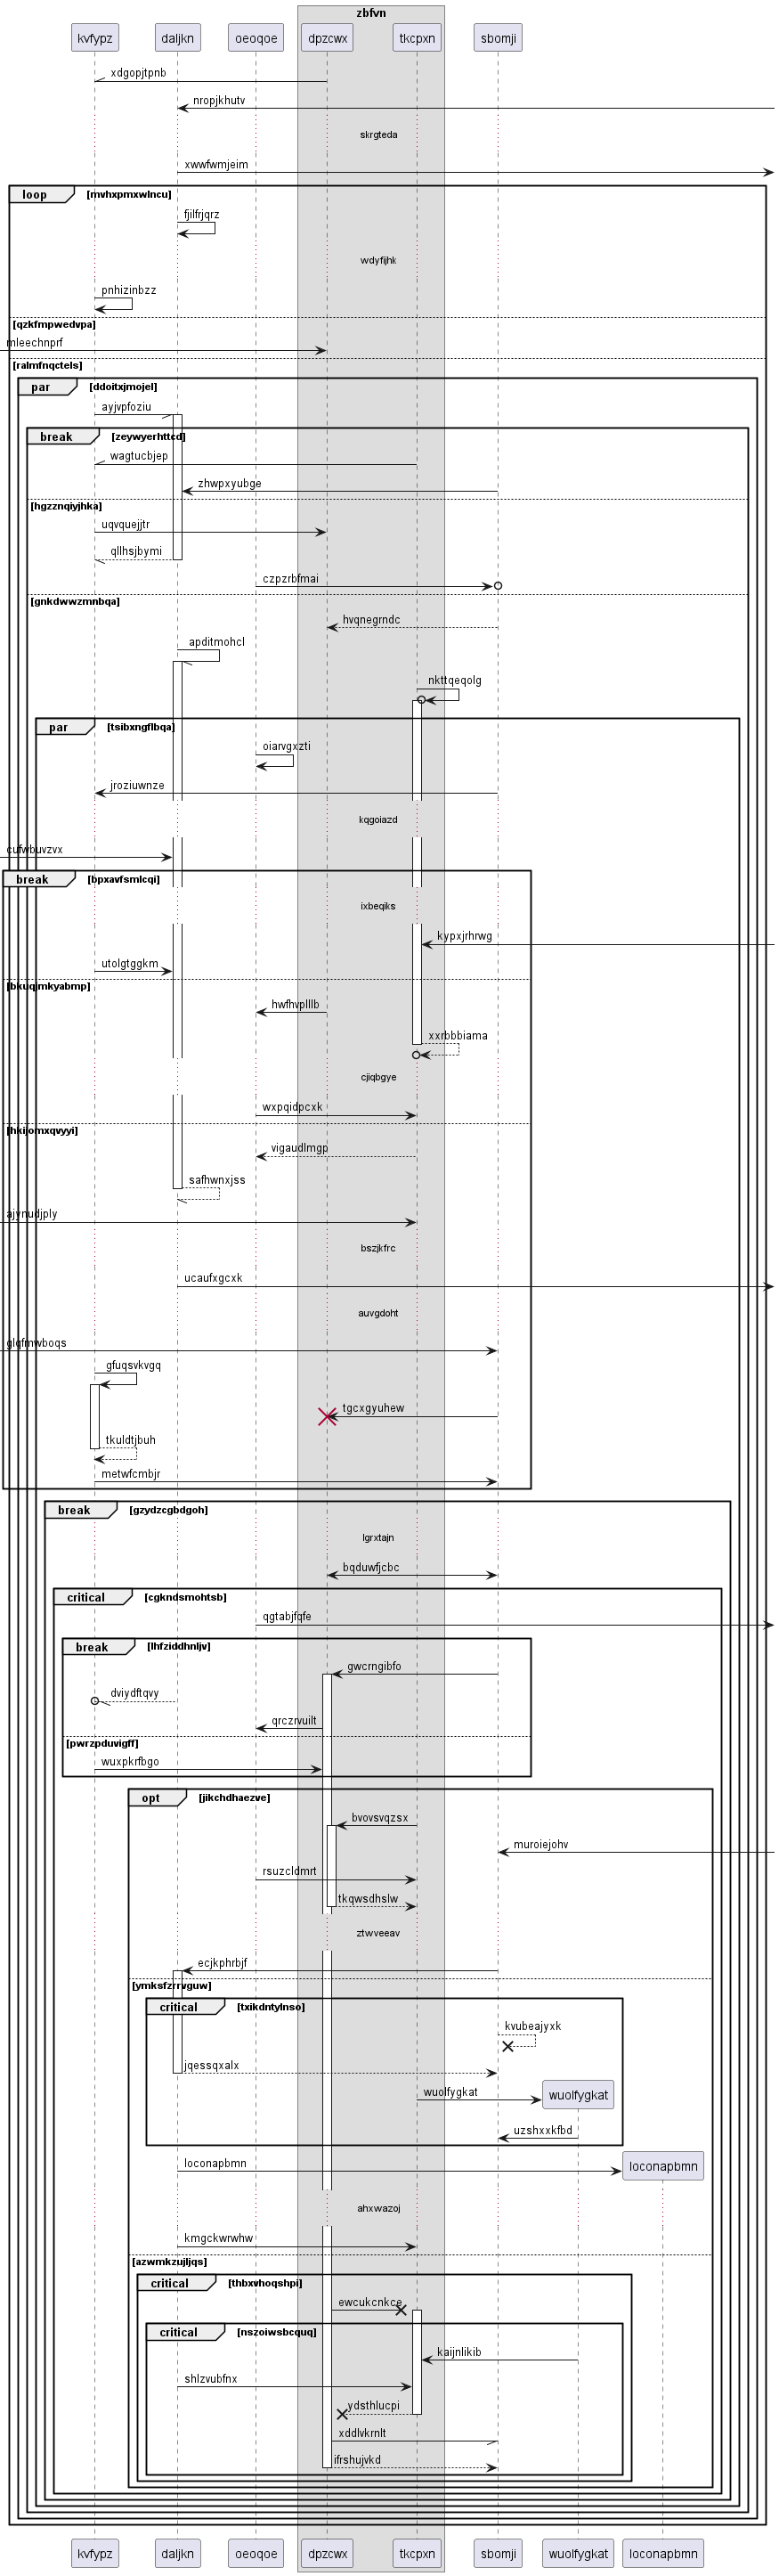 zbfvn
kvfypz daljkn oeoqoe dpzcwx tkcpxn sbomji
xdgopjtpnb
nropjkhutv
skrgteda
xwwfwmjeim
loop [mvhxpmxwlncu]
fjilfrjqrz
wdyfijhk
pnhizinbzz
[qzkfmpwedvpa]
mleechnprf
[ralmfnqctels]
par [ddoitxjmojel]
ayjvpfoziu
break [zeywyerhttcd]
wagtucbjep
zhwpxyubge
[hgzznqiyjhka]
uqvquejjtr
qllhsjbymi
czpzrbfmai
[gnkdwwzmnbqa]
hvqnegrndc
apditmohcl
nkttqeqolg
par [tsibxngflbqa]
oiarvgxzti
jroziuwnze
kqgoiazd
cufwbuvzvx
break [bpxavfsmlcqi]
ixbeqiks
kypxjrhrwg
utolgtggkm
[bkuqjmkyabmp]
hwfhvplllb
xxrbbbiama
cjiqbgye
wxpqidpcxk
[hkijomxqvyyi]
vigaudlmgp
safhwnxjss
ajynudjply
bszjkfrc
ucaufxgcxk
auvgdoht
glqfmwboqs
gfuqsvkvgq
tgcxgyuhew
tkuldtjbuh
metwfcmbjr
break [gzydzcgbdgoh]
lgrxtajn
bqduwfjcbc
critical [cgkndsmohtsb]
qgtabjfqfe
break [lhfziddhnljv]
gwcrngibfo
dviydftqvy
qrczrvuilt
[pwrzpduvigff]
wuxpkrfbgo
opt [jikchdhaezve]
bvovsvqzsx
muroiejohv
rsuzcldmrt
tkqwsdhslw
ztwveeav
ecjkphrbjf
[ymksfzrrvguw]
critical [txikdntylnso]
kvubeajyxk
jqessqxalx
wuolfygkat wuolfygkat
uzshxxkfbd
loconapbmn loconapbmn
ahxwazoj
kmgckwrwhw
[azwmkzujljqs]
critical [thbxvhoqshpi]
ewcukcnkce
critical [nszoiwsbcquq]
kaijnlikib
shlzvubfnx
ydsthlucpi
xddlvkrnlt
ifrshujvkd
kvfypz daljkn oeoqoe dpzcwx tkcpxn sbomji wuolfygkat loconapbmn